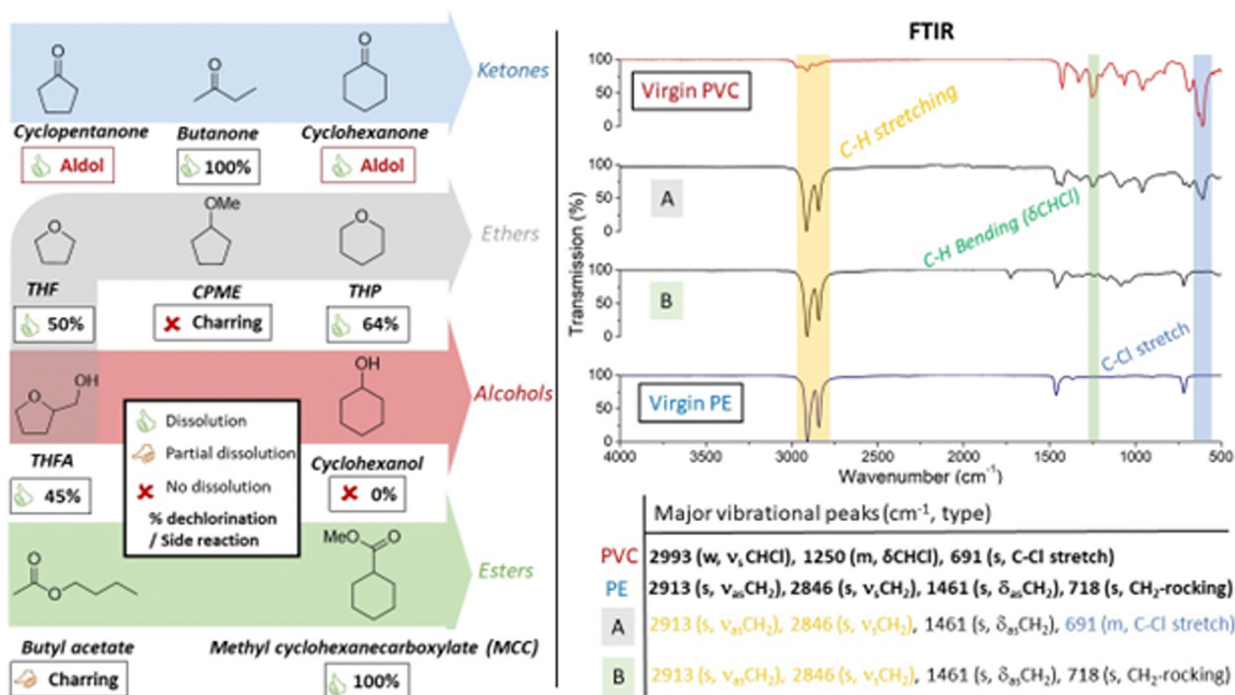 O
O
O
Ketones
Cyclopentanone
Butanone
Cyclohexanone
Aldol
100%
Aldol
O
OMe
O
Ethers
THF
CPME
THP
50%
Charring
64%
OH
O
OH
Alcohols
Dissolution
Partial dissolution
No dissolution
% dechlorination
/ Side reaction
THFA
Cyclohexanol
45%
0%
O
O
MeO
O
Esters
Butyl acetate
Methyl cyclohexanecarboxylate (MCC)
Charring
100%
FTIR
Transmission (%)
100
50
0
Virgin PVC
C-H stretching
100
50
0
A
C-H Bending (δCHCl)
100
50
0
B
C-Cl stretch
100
50
0
Virgin PE
4000 3500 3000 2500 2000 1500 1000 500
Wavenumber (cm⁻¹)
Major vibrational peaks (cm⁻¹, type)
PVC 2993 (w, νₛCHCl), 1250 (m, δCHCl), 691 (s, C-Cl stretch)
PE 2913 (s, νₐₛCH₂), 2846 (s, νₛCH₂), 1461 (s, δₐₛCH₂), 718 (s, CH₂-rocking)
A 2913 (s, νₐₛCH₂), 2846 (s, νₛCH₂), 1461 (s, δₐₛCH₂), 691 (m, C-Cl stretch)
B 2913 (s, νₐₛCH₂), 2846 (s, νₛCH₂), 1461 (s, δₐₛCH₂), 718 (s, CH₂-rocking)